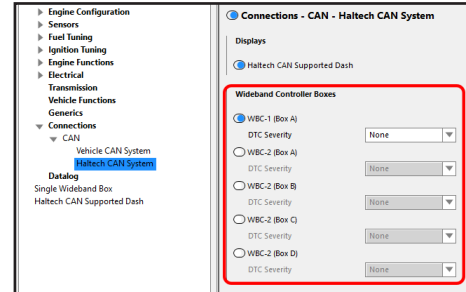 Engine Configuration
Sensors
Fuel Tuning
Ignition Tuning
Engine Functions
Electrical
Transmission
Vehicle Functions
Generics
Connections
CAN
Vehicle CAN System
Haltech CAN System
Datalog
Single Wideband Box
Haltech CAN Supported Dash
Connections - CAN - Haltech CAN System
Displays
Haltech CAN Supported Dash
Wideband Controller Boxes
WBC-1 (Box A)
DTC Severity None
WBC-2 (Box A)
DTC Severity None
WBC-2 (Box B)
DTC Severity None
WBC-2 (Box C)
DTC Severity None
WBC-2 (Box D)
DTC Severity None